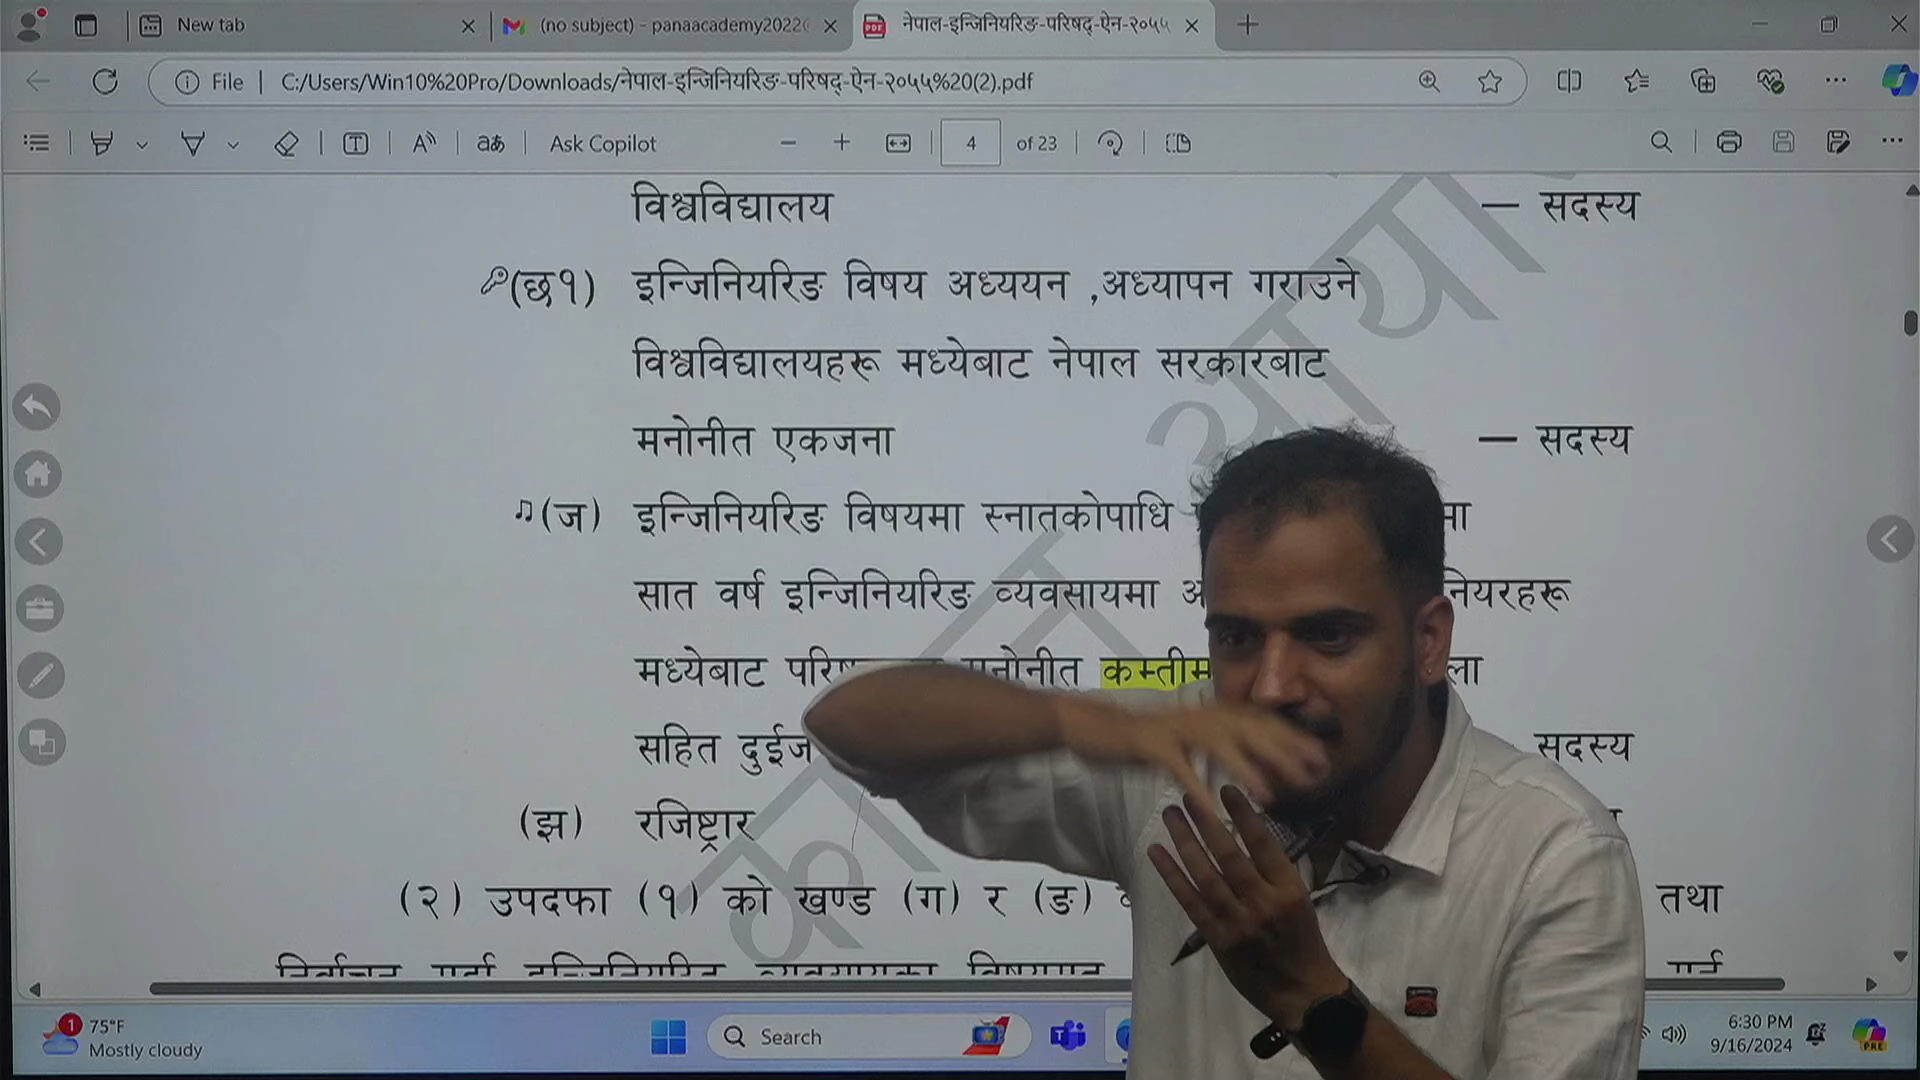 New tab
(no subject) - panaacademy2022
नेपाल-इन्जिनियरिङ-परिषद्-ऐन-२०५५
File | C:/Users/Win10%20Pro/Downloads/नेपाल-इन्जिनियरिङ-परिषद्-ऐन-२०५५%20(2).pdf
Ask Copilot 4 of 23
विश्वविद्यालय — सदस्य
(छ१) इन्जिनियरिङ विषय अध्ययन ,अध्यापन गराउने
विश्वविद्यालयहरू मध्येबाट नेपाल सरकारबाट
मनोनीत एकजना — सदस्य
(ज) इन्जिनियरिङ विषयमा स्नातकोपाधि
सात वर्ष इन्जिनियरिङ व्यवसायमा
मध्येबाट मनोनीत
सहित सदस्य
(झ) रजिष्ट्रार
(२) उपदफा (१) को खण्ड (ग) र (ङ) तथा
75°F
Mostly cloudy
1
Search
6:30 PM
9/16/2024
PRE